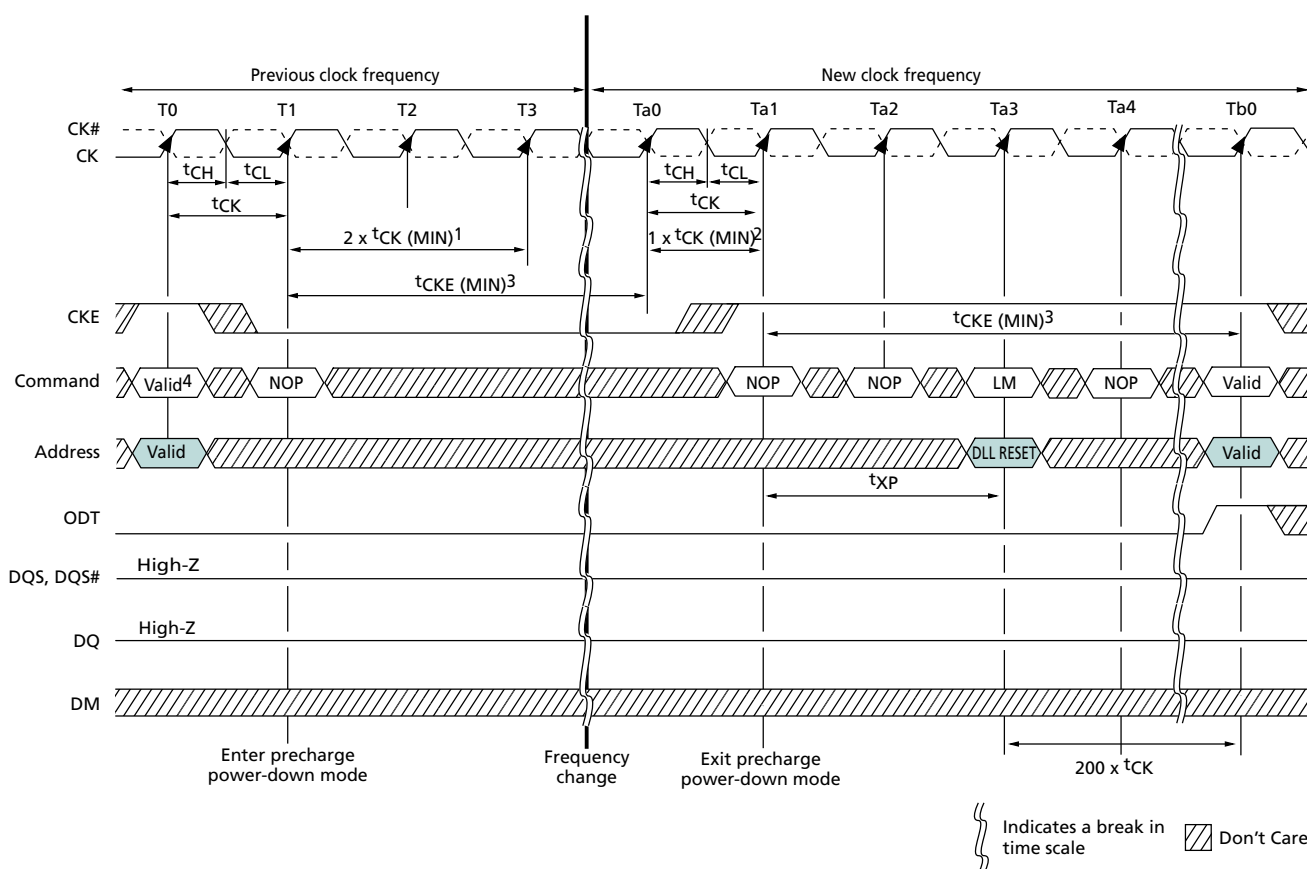 Previous clock frequency New clock frequency
T0 T1 T2 T3 Ta0 Ta1 Ta2 Ta3 Ta4 Tb0
CK#
CK
tCH tCL tCH tCL
tCK tCK
2 x tCK (MIN)1 1 x tCK (MIN)2
tCKE (MIN)3
CKE tCKE (MIN)3
Command Valid4 NOP NOP NOP LM NOP Valid
Address Valid DLL RESET Valid
tXP
ODT
DQS, DQS# High-Z
DQ High-Z
DM
Enter precharge
power-down mode
Frequency
change
Exit precharge
power-down mode
200 x tCK
Indicates a break in
time scale
Don't Care